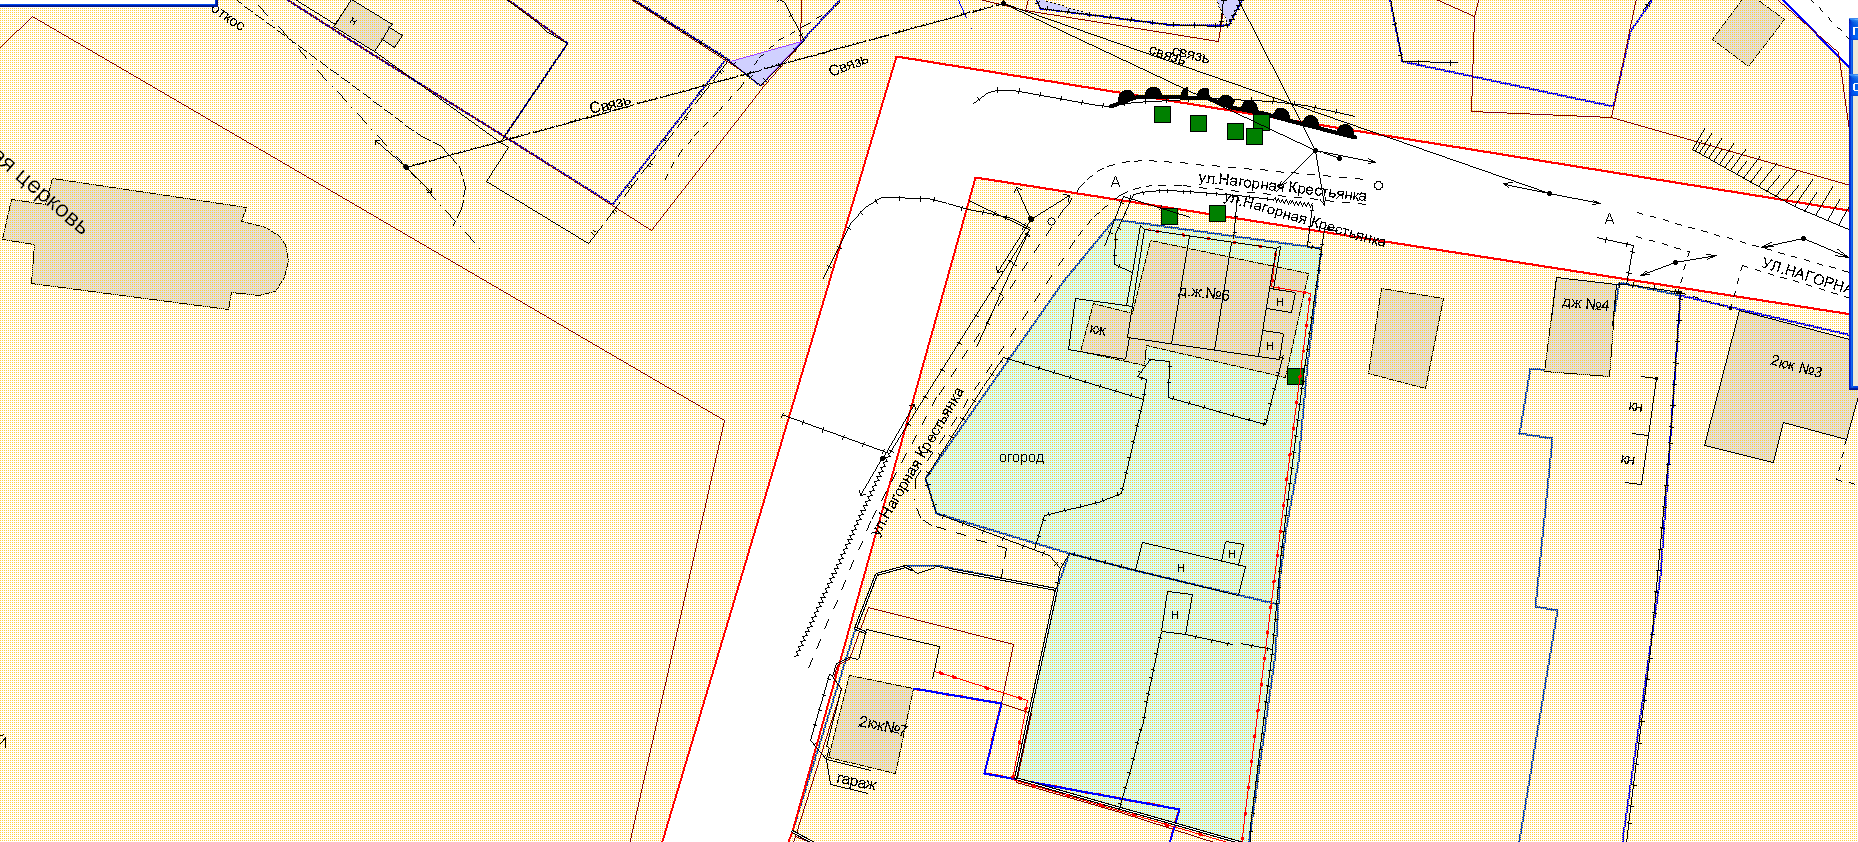 откос
н
Связь
Связь
связь
связь
ая церковь
А
ул.Нагорная Крестьянка
ул.Нагорная Крестьянка
А
УЛ.НАГОРНА
д.ж.№6
н
н
кж
дж №4
2кж №3
кн
кн
ул.Нагорная Крестьянка
огород
н
н
н
2кж№7
гараж
й